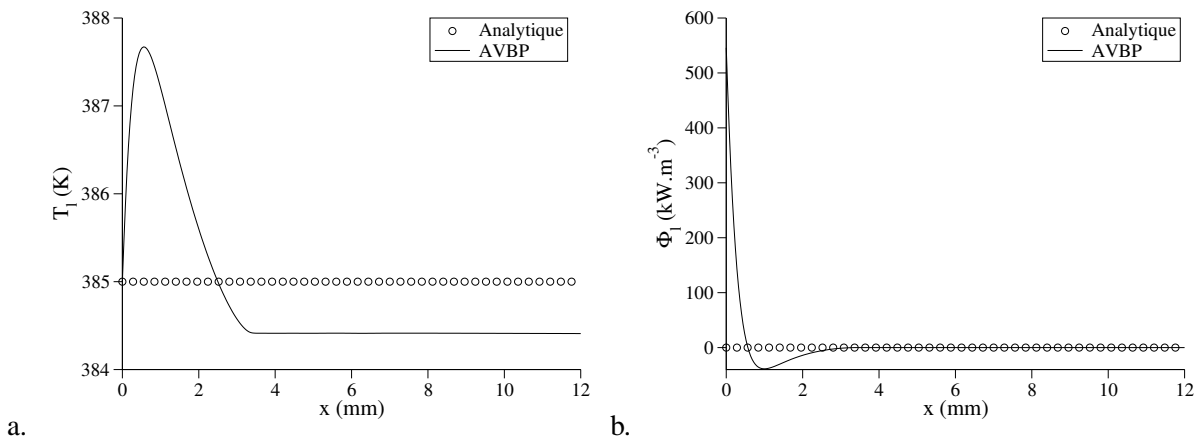 388
387
386
385
384
T_l (K)
0 2 4 6 8 10 12
x (mm)
Analytique
AVBP
a.
600
500
400
300
200
100
0
Φ_l (kW.m⁻³)
0 2 4 6 8 10 12
x (mm)
Analytique
AVBP
b.